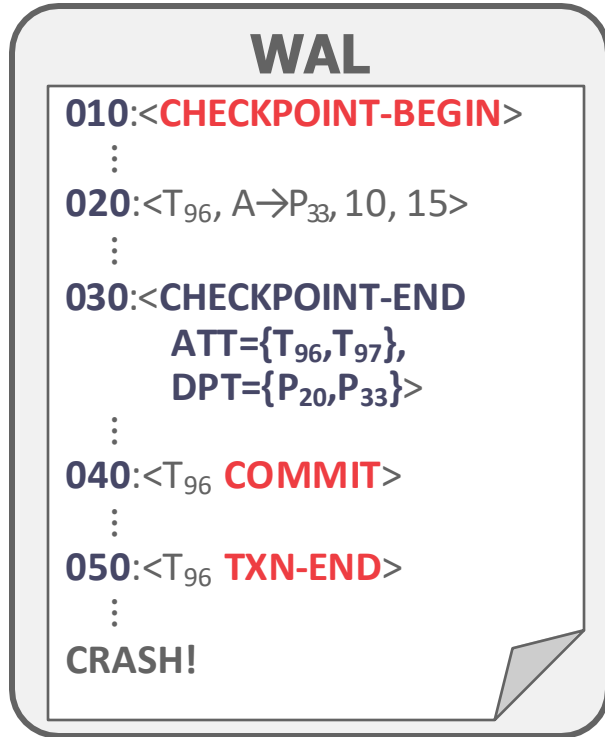 WAL
010:<CHECKPOINT-BEGIN>
⋮
020:<T96, A→P33, 10, 15>
⋮
030:<CHECKPOINT-END
ATT={T96,T97},
DPT={P20,P33}>
⋮
040:<T96 COMMIT>
⋮
050:<T96 TXN-END>
⋮
CRASH!